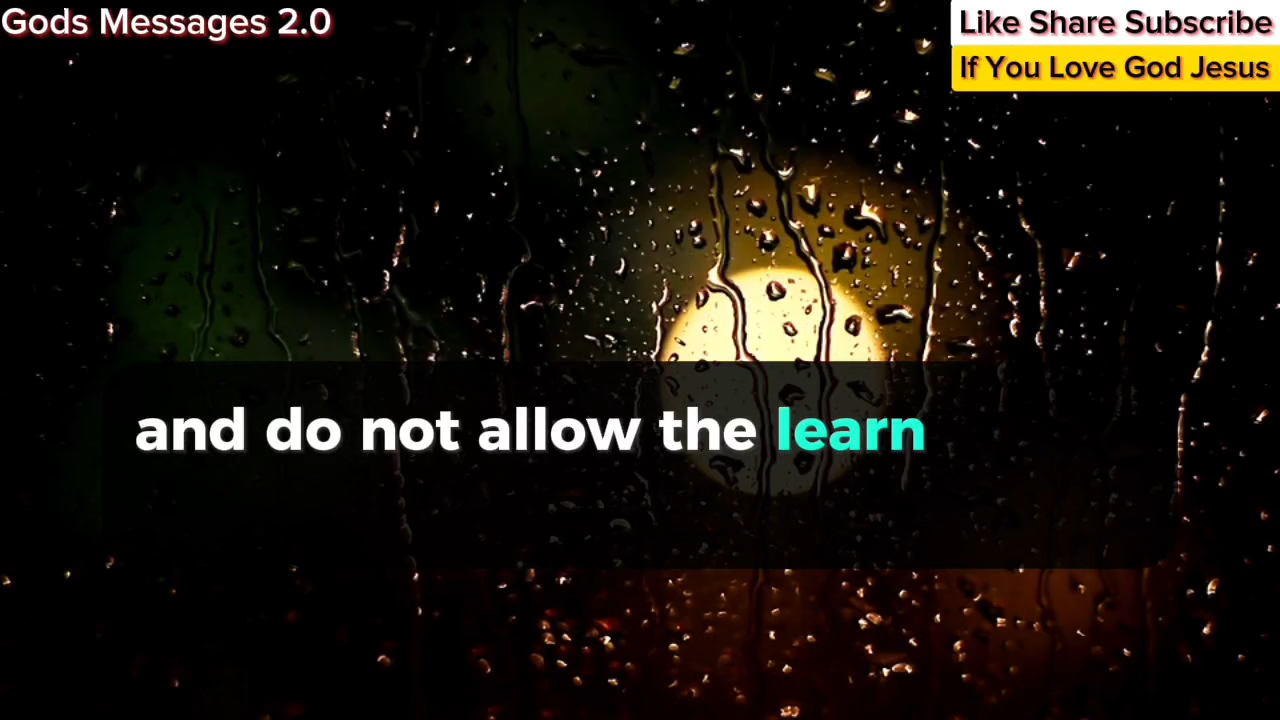 Gods Messages 2.0
Like Share Subscribe
If You Love God Jesus
and do not allow the learn